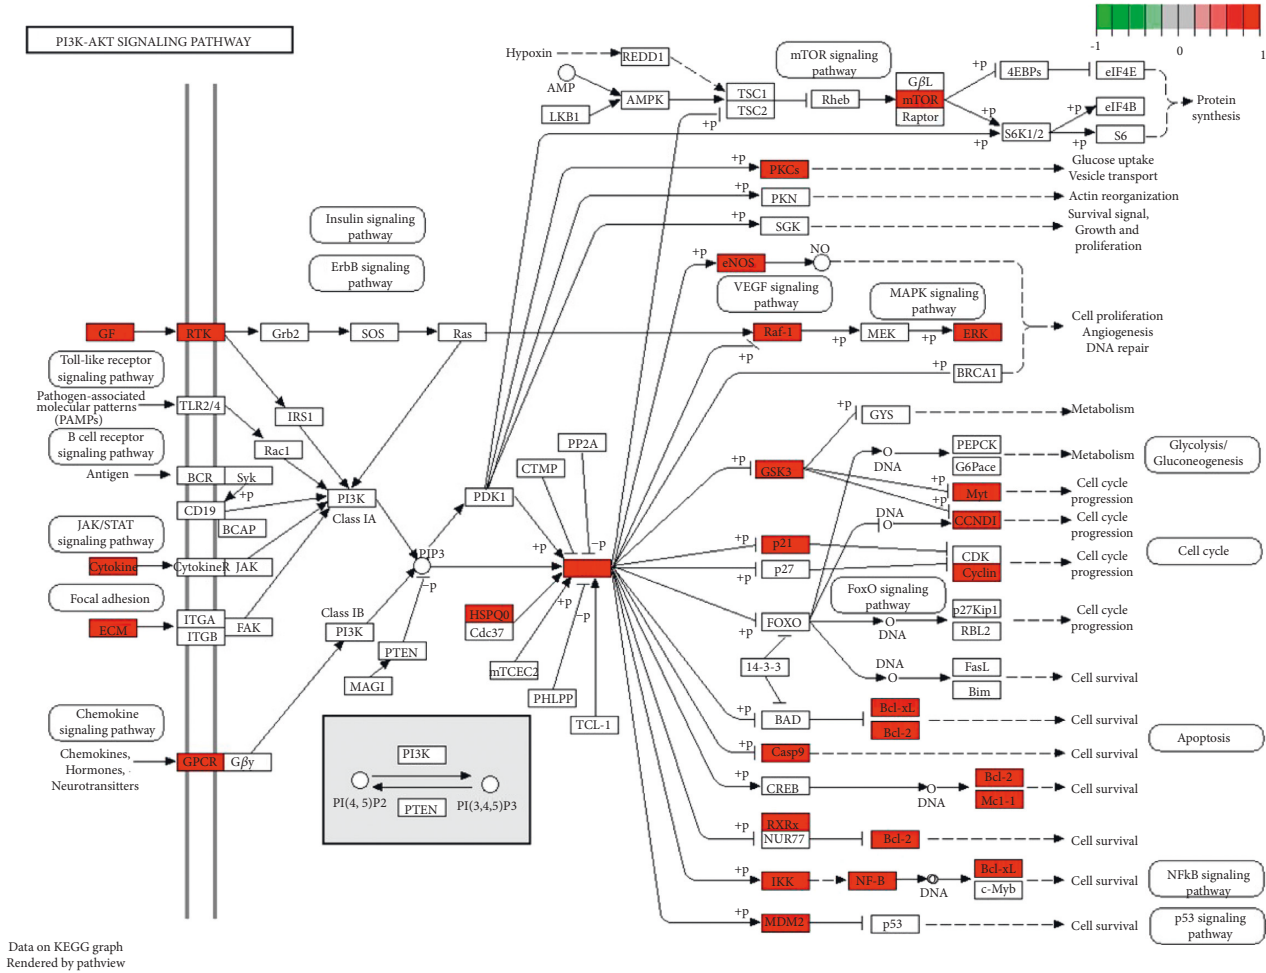 PI3K-AKT SIGNALING PATHWAY
-1
0
1
Hypoxin
REDD1
mTOR signaling
pathway
AMP
LKB1
AMPK
TSC1
TSC2
+p
Rheb
GβL
mTOR
Raptor
+p
4EBPs
eIF4E
+p
S6K1/2
+p
eIF4B
+p
S6
Protein
synthesis
+p
PKCs
Glucose uptake
Vesicle transport
+p
PKN
Actin reorganization
+p
SGK
Survival signal,
Growth and
proliferation
Insulin signaling
pathway
ErbB signaling
pathway
+p
eNOS
NO
VEGF signaling
pathway
MAPK signaling
pathway
GF
RTK
Grb2
SOS
Ras
Raf-1
+p
+p
MEK
+p
ERK
BRCA1
Cell proliferation
Angiogenesis
DNA repair
Toll-like receptor
signaling pathway
Pathogen-associated
molecular patterns
(PAMPs)
TLR2/4
IRS1
Rac1
B cell receptor
signaling pathway
Antigen
BCR
Syk
+p
CD19
BCAP
PI3K
Class IA
JAK/STAT
signaling pathway
Cytokine
CytokineR
JAK
Focal adhesion
ECM
ITGA
ITGB
FAK
Chemokine
signaling pathway
Chemokines,
Hormones,
Neurotransitters
GPCR
Gβy
Class IB
PI3K
PTEN
MAGI
PIP3
-p
PDK1
CTMP
PP2A
+p
-p
HSPQ0
Cdc37
+p
-p
mTCEC2
PHLPP
TCL-1
PI3K
PI(4, 5)P2
PTEN
PI(3,4,5)P3
+p
GYS
Metabolism
+p
GSK3
DNA
PEPCK
G6Pace
Metabolism
Glycolysis/
Gluconeogenesis
+p
Myt
Cell cycle
progression
DNA
+p
CCNDI
Cell cycle
progression
+p
p21
+p
p27
CDK
Cyclin
Cell cycle
progression
Cell cycle
FoxO signaling
pathway
+p
FOXO
DNA
p27Kip1
RBL2
Cell cycle
progression
14-3-3
DNA
FasL
Bim
Cell survival
+p
BAD
Bcl-xL
Bcl-2
Cell survival
+p
Casp9
Cell survival
Apoptosis
+p
CREB
DNA
Bcl-2
Mc1-1
Cell survival
+p
RXRx
NUR77
Bcl-2
Cell survival
+p
IKK
NF-B
DNA
Bcl-xL
c-Myb
Cell survival
NFkB signaling
pathway
+p
MDM2
p53
Cell survival
p53 signaling
pathway
Data on KEGG graph
Rendered by pathview